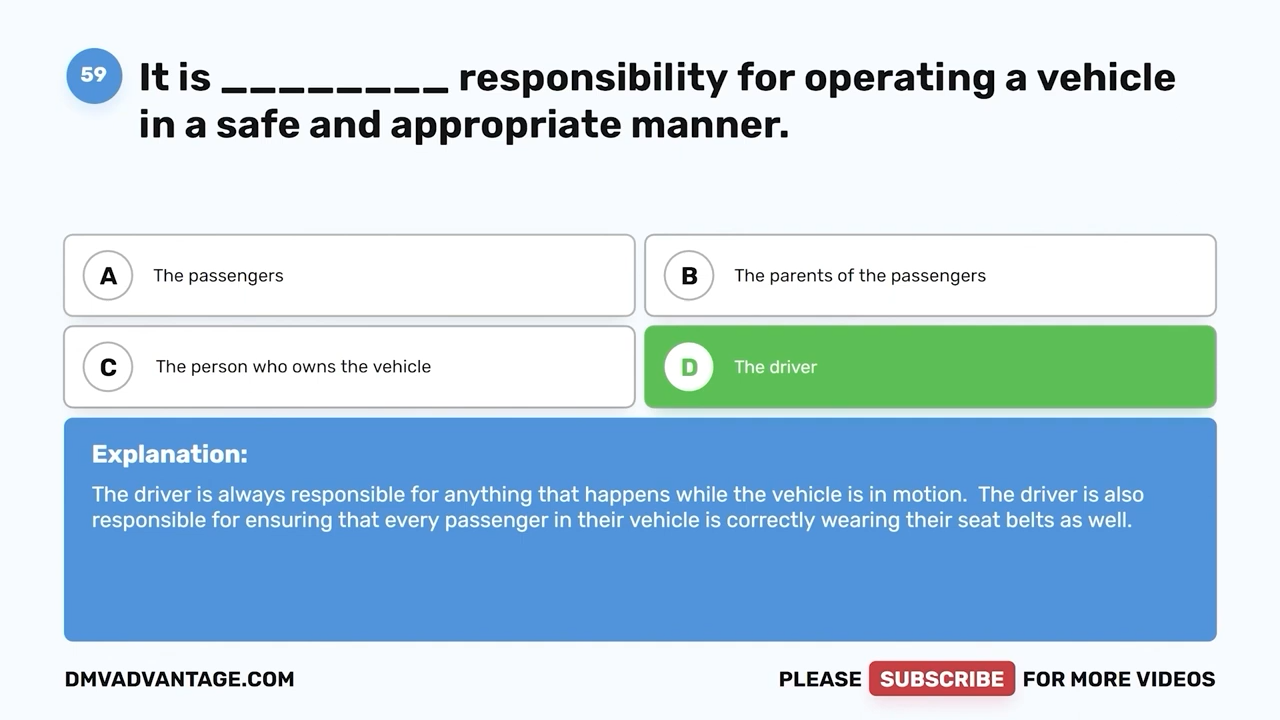 59
It is ________ responsibility for operating a vehicle
in a safe and appropriate manner.
A The passengers
B The parents of the passengers
C The person who owns the vehicle
D The driver
Explanation:
The driver is always responsible for anything that happens while the vehicle is in motion.  The driver is also
responsible for ensuring that every passenger in their vehicle is correctly wearing their seat belts as well.
DMVADVANTAGE.COM
PLEASE SUBSCRIBE FOR MORE VIDEOS